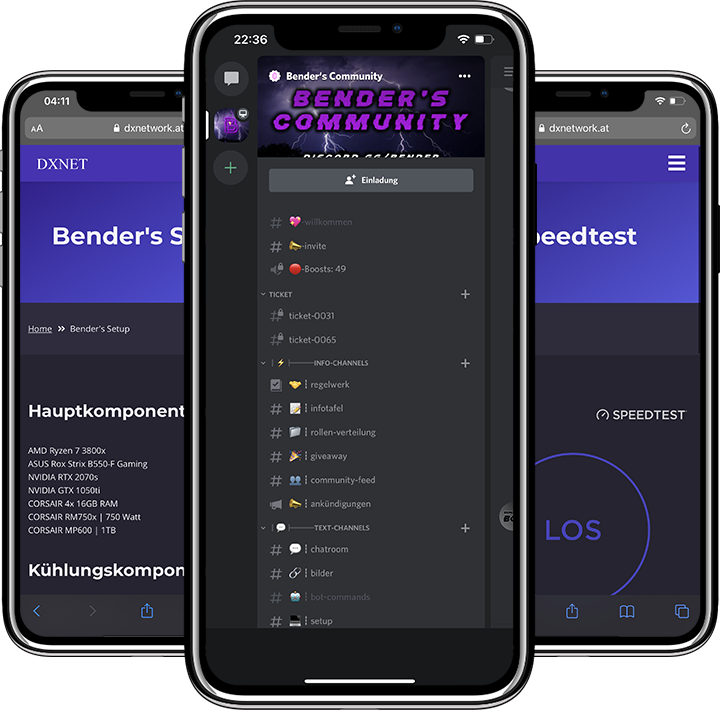 04:11
AA dxnetwork.at
DXNET
Bender's S
Home » Bender's Setup
Hauptkomponent
AMD Ryzen 7 3800x
ASUS Rox Strix B550-F Gaming
NVIDIA RTX 2070s
NVIDIA GTX 1050ti
CORSAIR 4x 16GB RAM
CORSAIR RM750x | 750 Watt
CORSAIR MP600 | 1TB
Kühlungskompon
22:36
Bender's Community
BENDER'S
COMMUNITY
DISCORD.GG/BENDER
Einladung
willkommen
invite
Boosts: 49
TICKET
ticket-0031
ticket-0065
INFO-CHANNELS
regelwerk
infotafel
rollen-verteilung
giveaway
community-feed
ankündigungen
TEXT-CHANNELS
chatroom
bilder
bot-commands
setup
dxnetwork.at
peedtest
SPEEDTEST
LOS